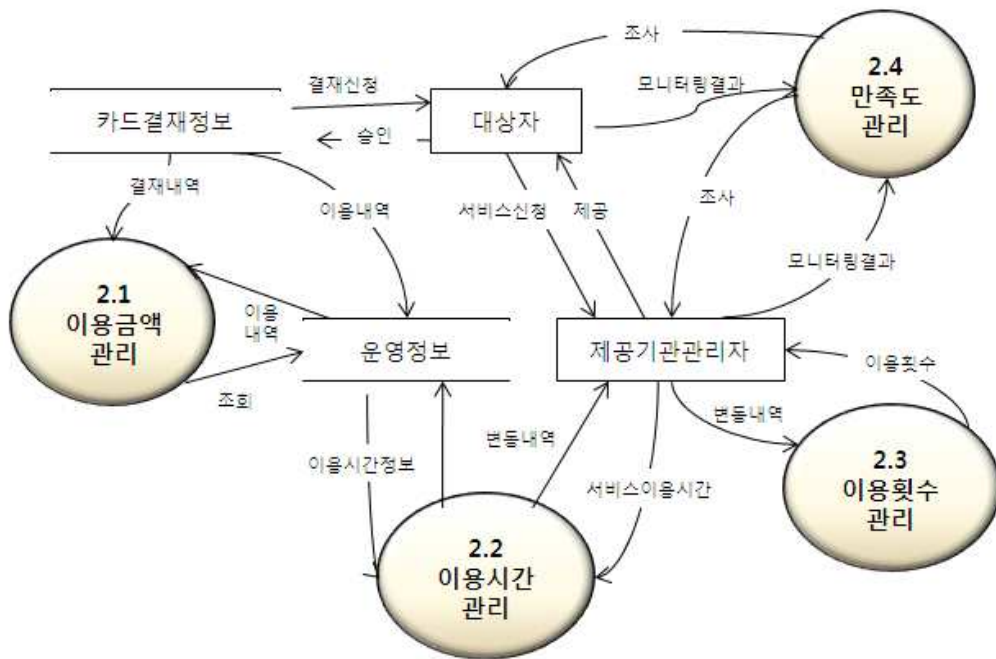 조사
2.4
만족도
관리
결재신청
모니터링결과
카드결재정보
대상자
승인
결재내역
이용내역
서비스신청
제공
조사
모니터링결과
2.1
이용금액
관리
이용
내역
운영정보
제공기관관리자
조회
이용횟수
변동내역
변동내역
이용시간정보
서비스이용시간
2.3
이용횟수
관리
2.2
이용시간
관리